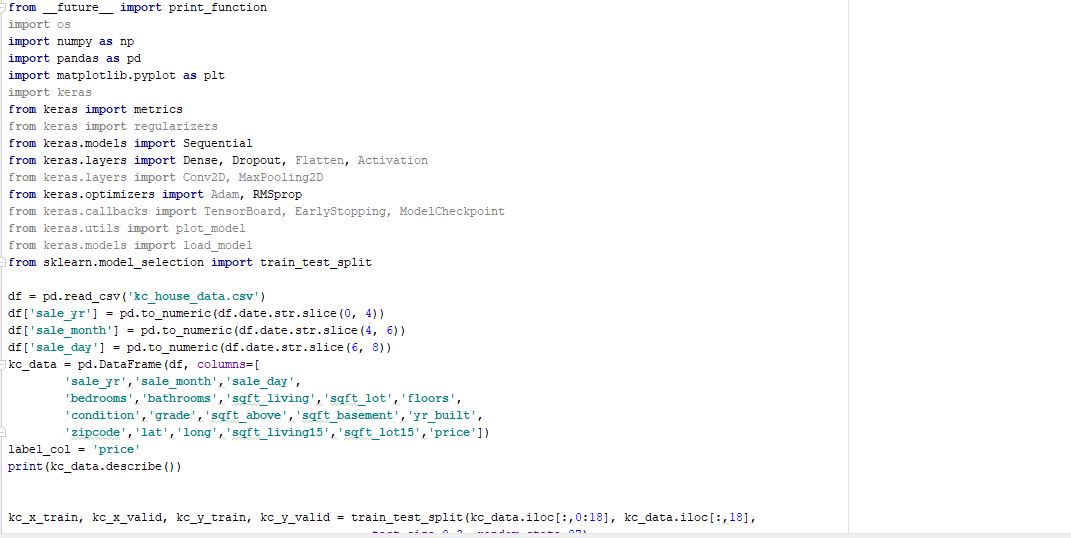 from __future__ import print_function
import os
import numpy as np
import pandas as pd
import matplotlib.pyplot as plt
import keras
from keras import metrics
from keras import regularizers
from keras.models import Sequential
from keras.layers import Dense, Dropout, Flatten, Activation
from keras.layers import Conv2D, MaxPooling2D
from keras.optimizers import Adam, RMSprop
from keras.callbacks import TensorBoard, EarlyStopping, ModelCheckpoint
from keras.utils import plot_model
from keras.models import load_model
from sklearn.model_selection import train_test_split
df = pd.read_csv('kc_house_data.csv')
df['sale_yr'] = pd.to_numeric(df.date.str.slice(0, 4))
df['sale_month'] = pd.to_numeric(df.date.str.slice(4, 6))
df['sale_day'] = pd.to_numeric(df.date.str.slice(6, 8))
kc_data = pd.DataFrame(df, columns=[
'sale_yr','sale_month','sale_day',
'bedrooms','bathrooms','sqft_living','sqft_lot','floors',
'condition','grade','sqft_above','sqft_basement','yr_built',
'zipcode','lat','long','sqft_living15','sqft_lot15','price'])
label_col = 'price'
print(kc_data.describe())
kc_x_train, kc_x_valid, kc_y_train, kc_y_valid = train_test_split(kc_data.iloc[:,0:18], kc_data.iloc[:,18],